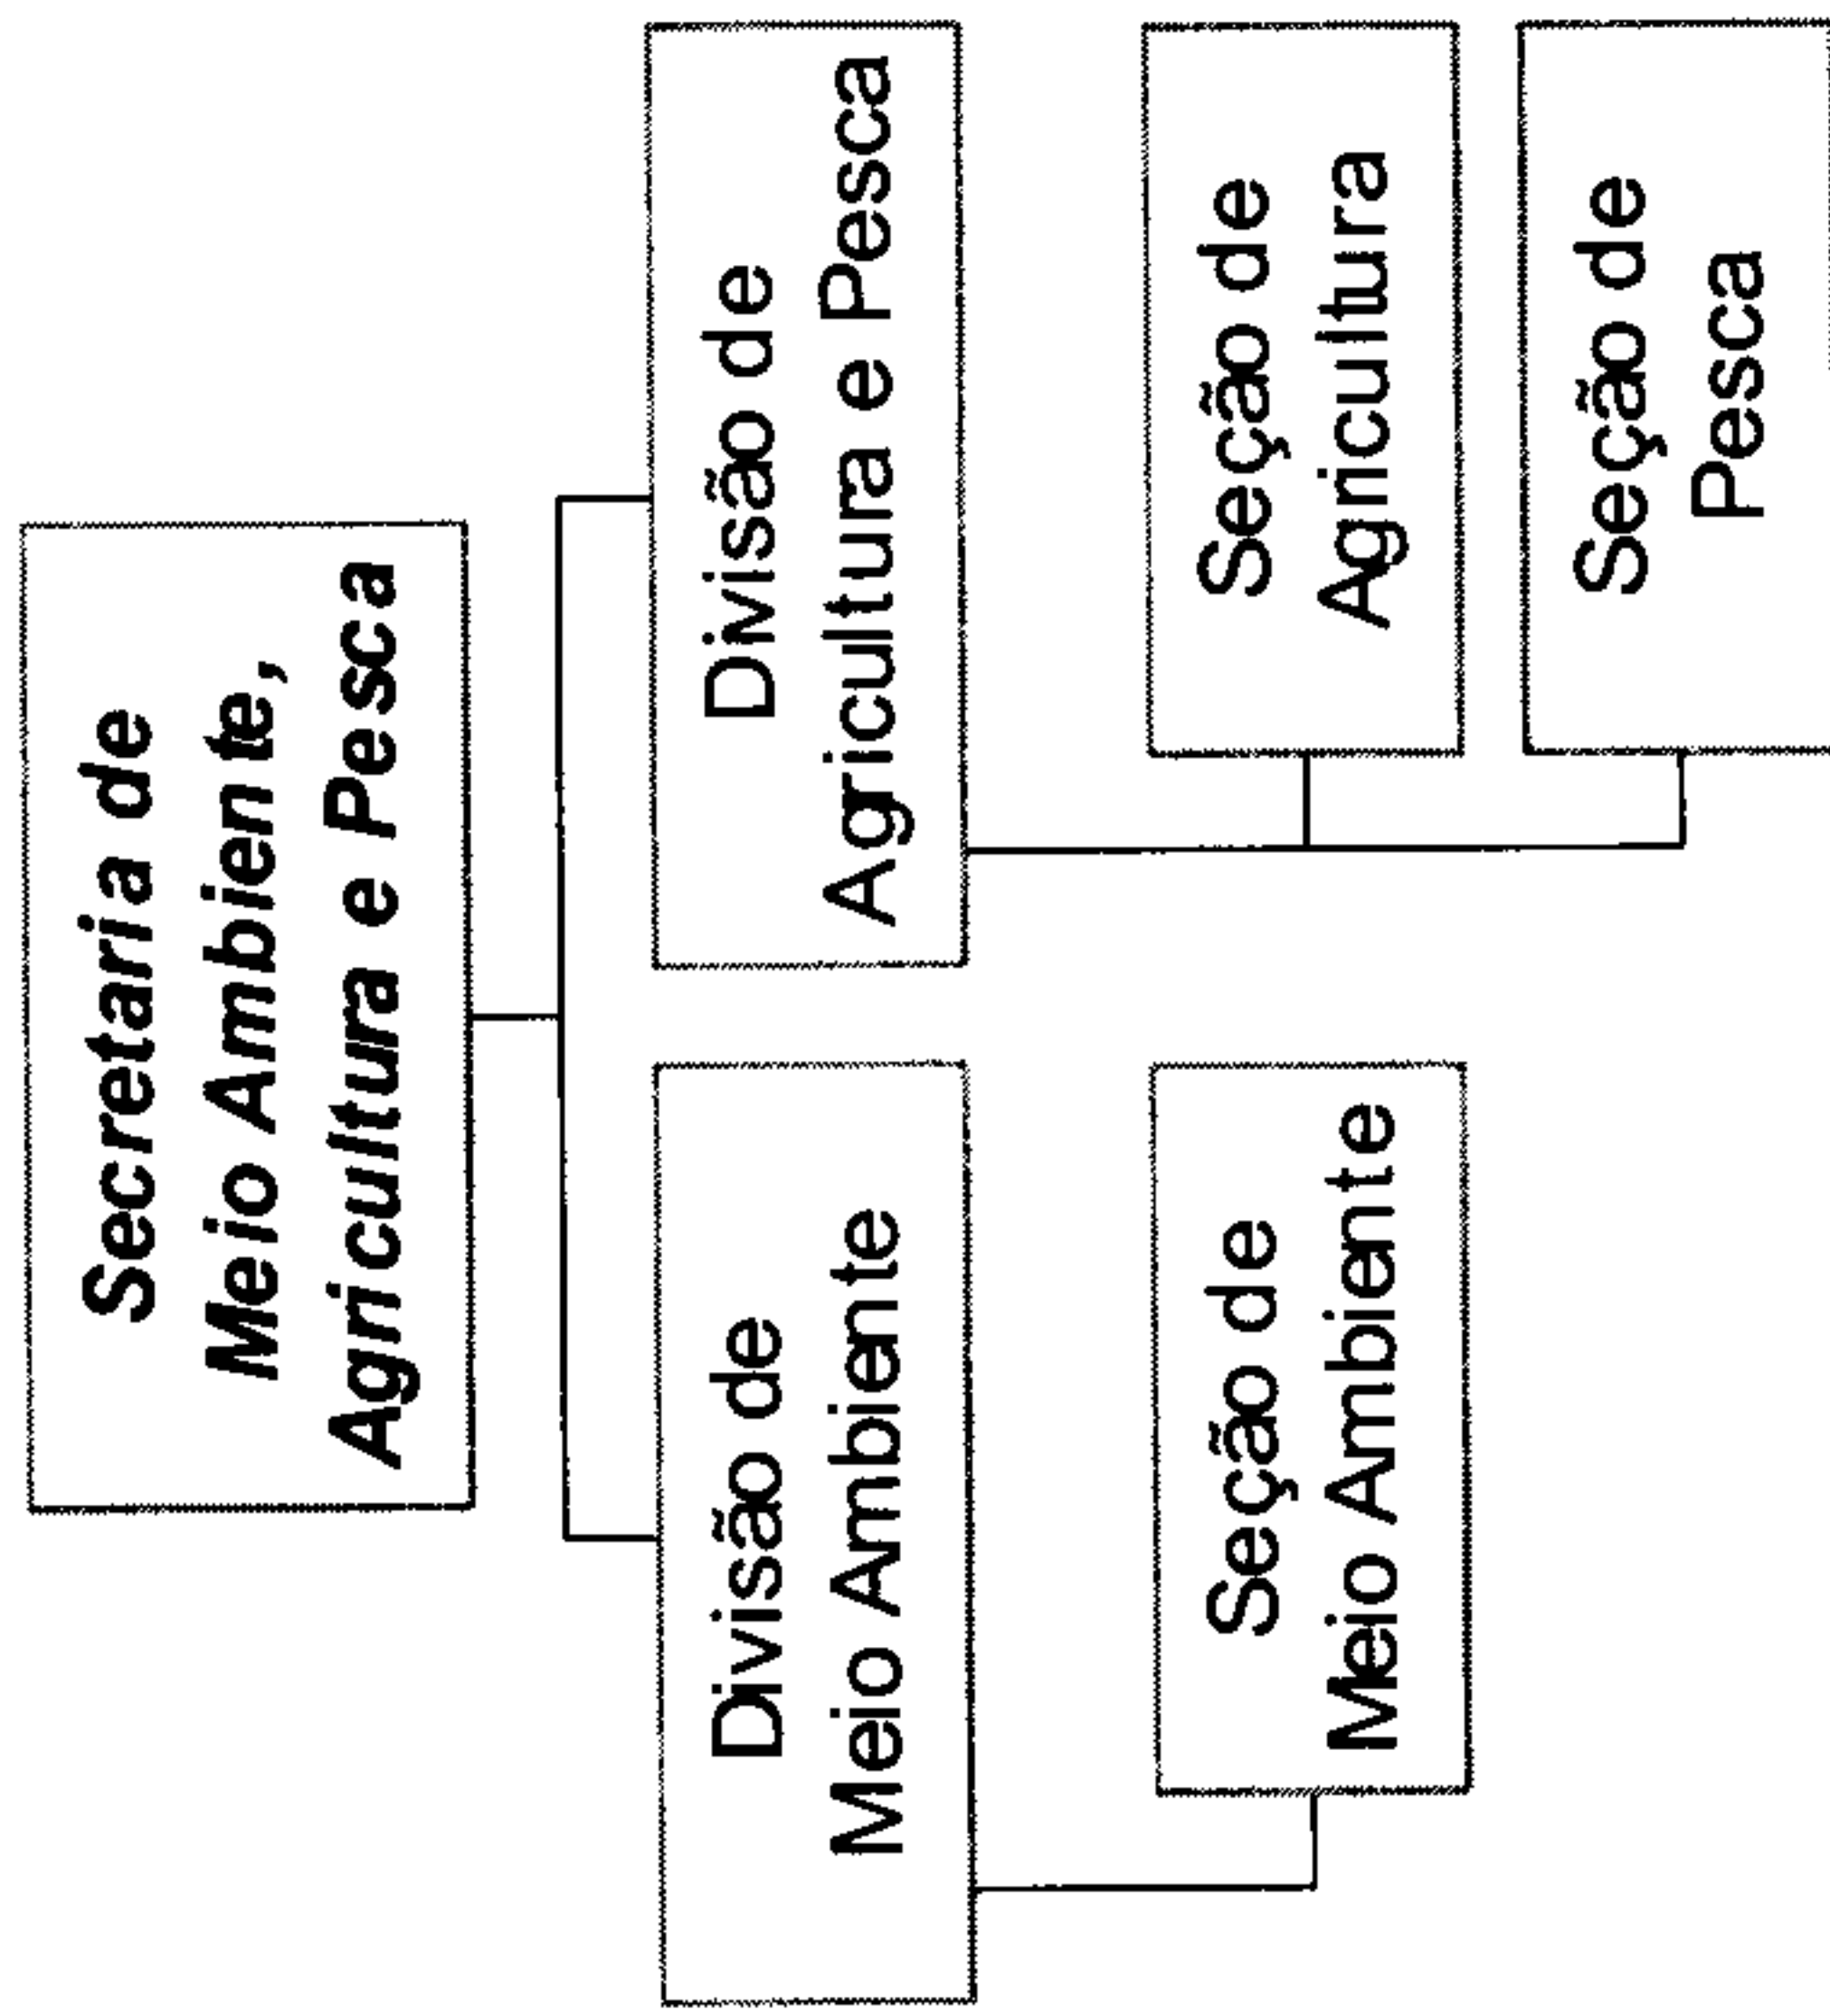 Secretaria de
Meio Ambiente,
Agricultura e Pesca
Divisão de
Meio Ambiente
Divisão de
Agricultura e Pesca
Seção de
Meio Ambiente
Seção de
Agricultura
Seção de
Pesca